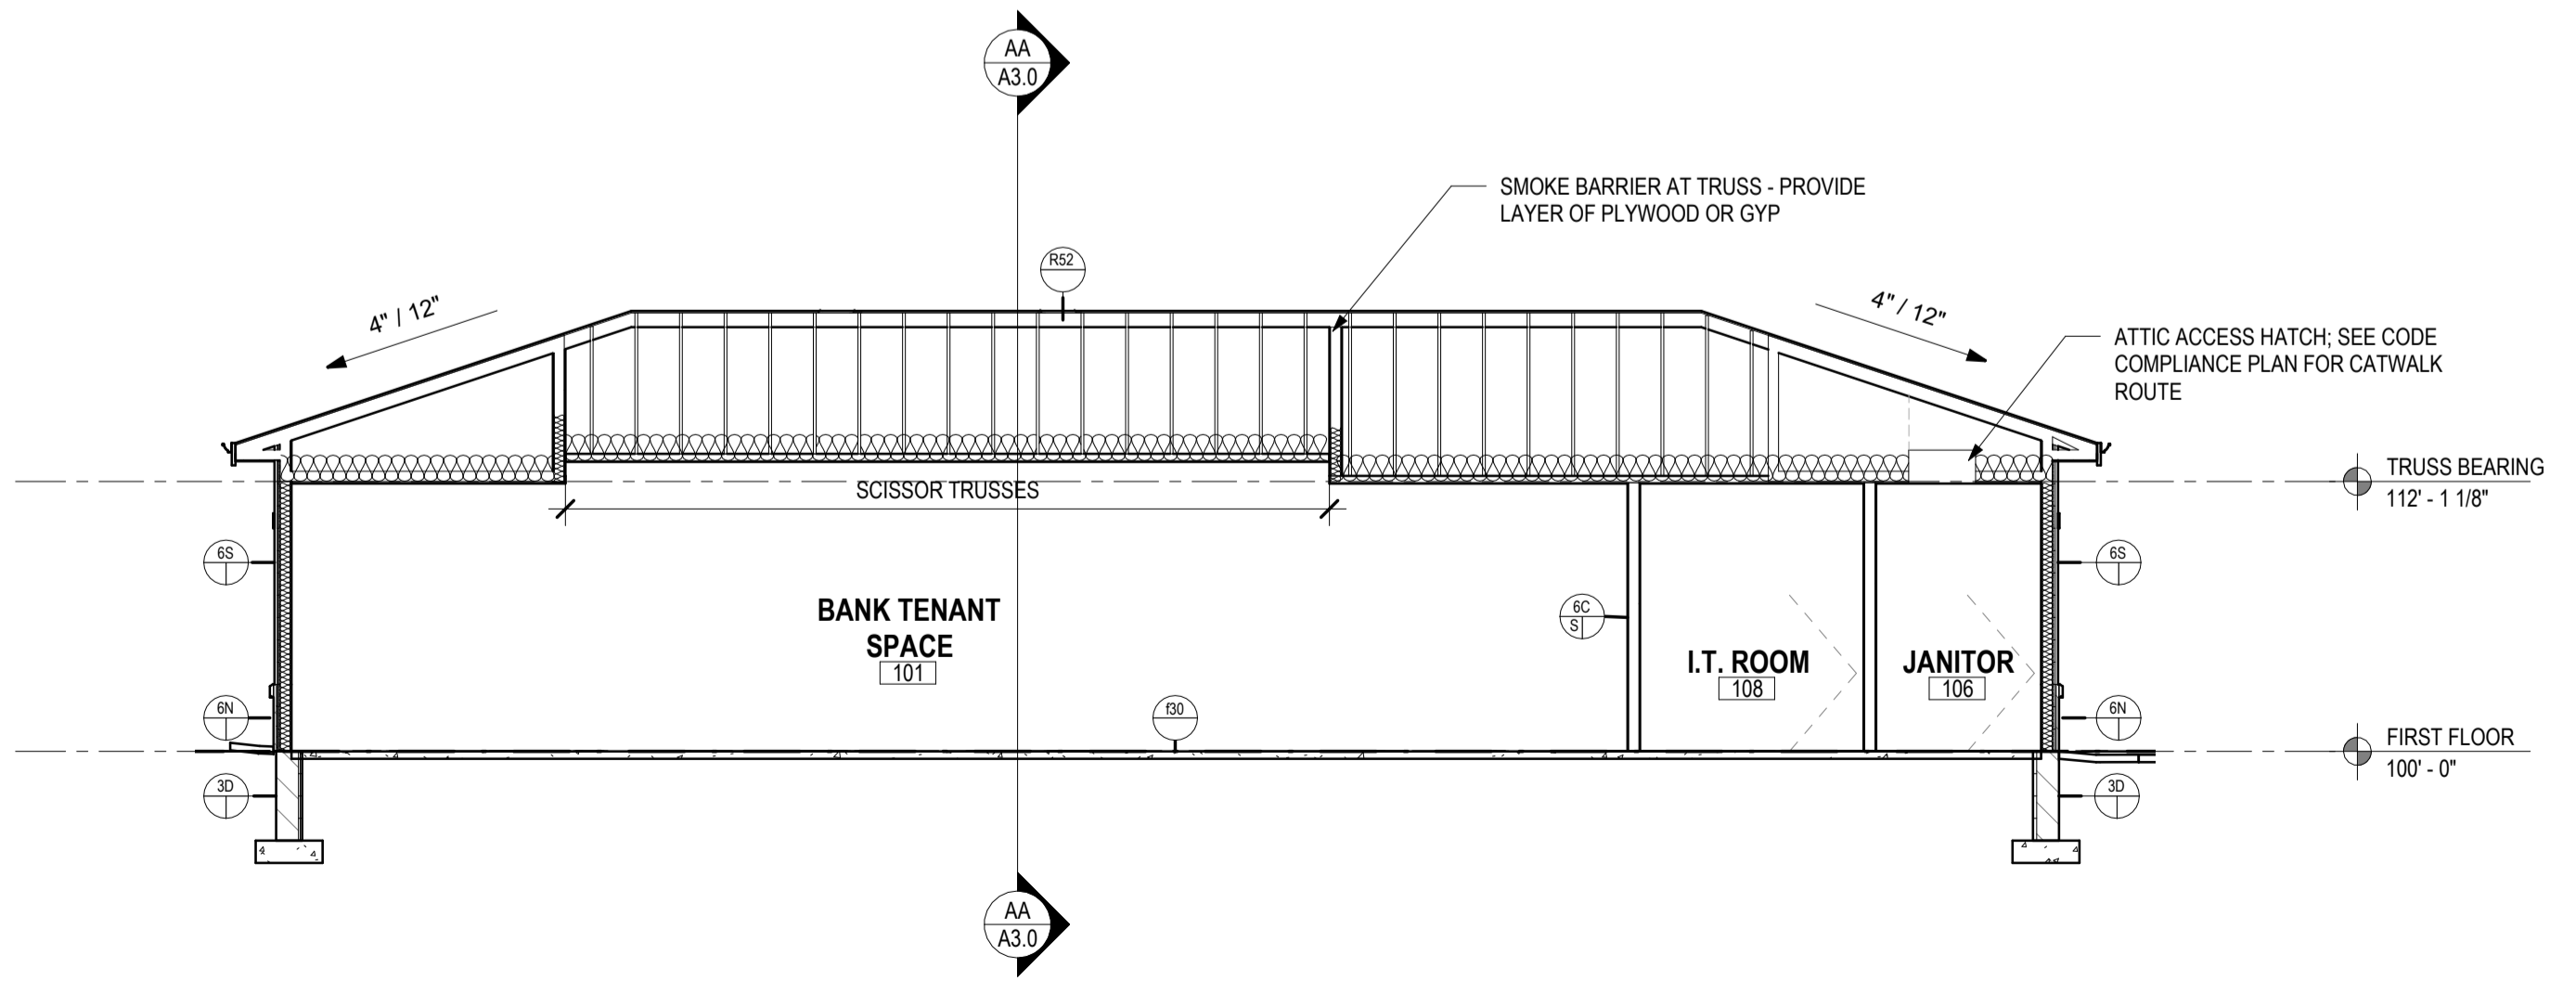 AA
A3.0
SMOKE BARRIER AT TRUSS - PROVIDE
LAYER OF PLYWOOD OR GYP
R52
4" / 12"
4" / 12"
ATTIC ACCESS HATCH; SEE CODE
COMPLIANCE PLAN FOR CATWALK
ROUTE
TRUSS BEARING
112' - 1 1/8"
SCISSOR TRUSSES
6S
6S
BANK TENANT
SPACE
101
6C
S
I.T. ROOM
108
JANITOR
106
6N
f30
6N
FIRST FLOOR
100' - 0"
3D
3D
AA
A3.0